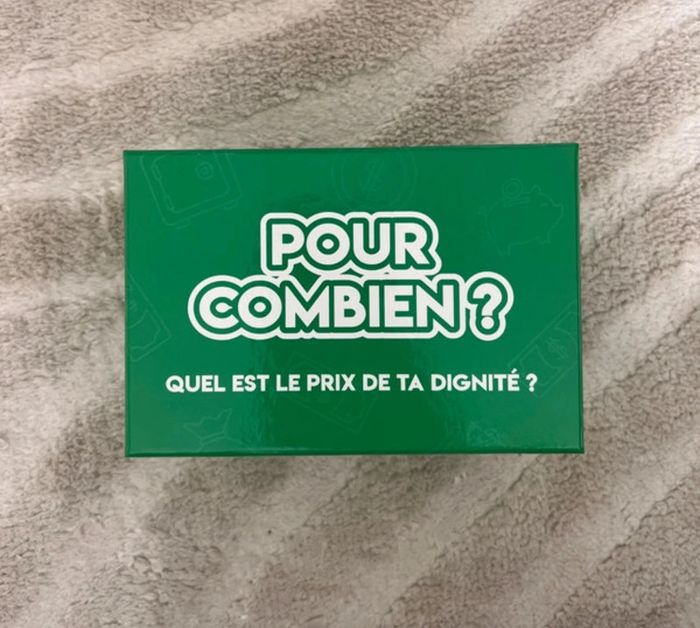 POUR
COMBIEN ?
QUEL EST LE PRIX DE TA DIGNITÉ ?